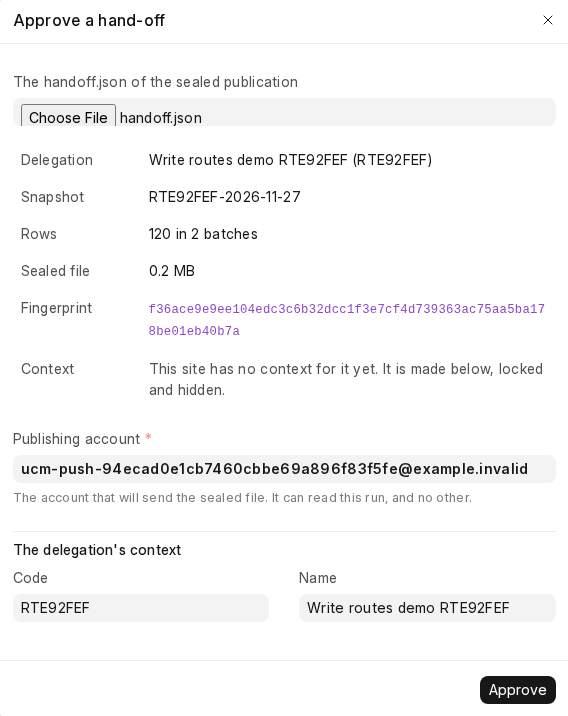 Approve a hand-off
The handoff.json of the sealed publication
Choose File handoff.json
Delegation Write routes demo RTE92FEF (RTE92FEF)
Snapshot RTE92FEF-2026-11-27
Rows 120 in 2 batches
Sealed file 0.2 MB
Fingerprint f36ace9e9ee104edc3c6b32dcc1f3e7cf4d739363ac75aa5ba17
8be01eb40b7a
Context This site has no context for it yet. It is made below, locked
and hidden.
Publishing account *
ucm-push-94ecad0e1cb7460cbbe69a896f83f5fe@example.invalid
The account that will send the sealed file. It can read this run, and no other.
The delegation's context
Code Name
RTE92FEF Write routes demo RTE92FEF
Approve